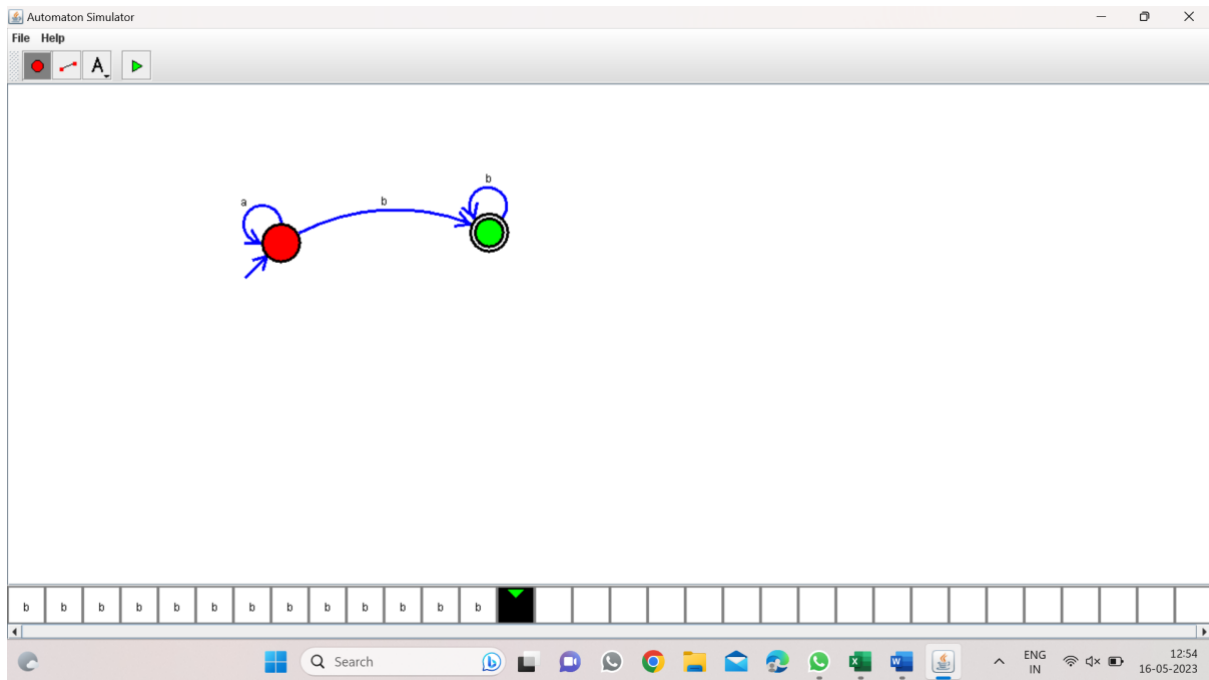 Automaton Simulator
File Help
A
b
a
b
b b b b b b b b b b b b b
Search
ENG
IN
12:54
16-05-2023